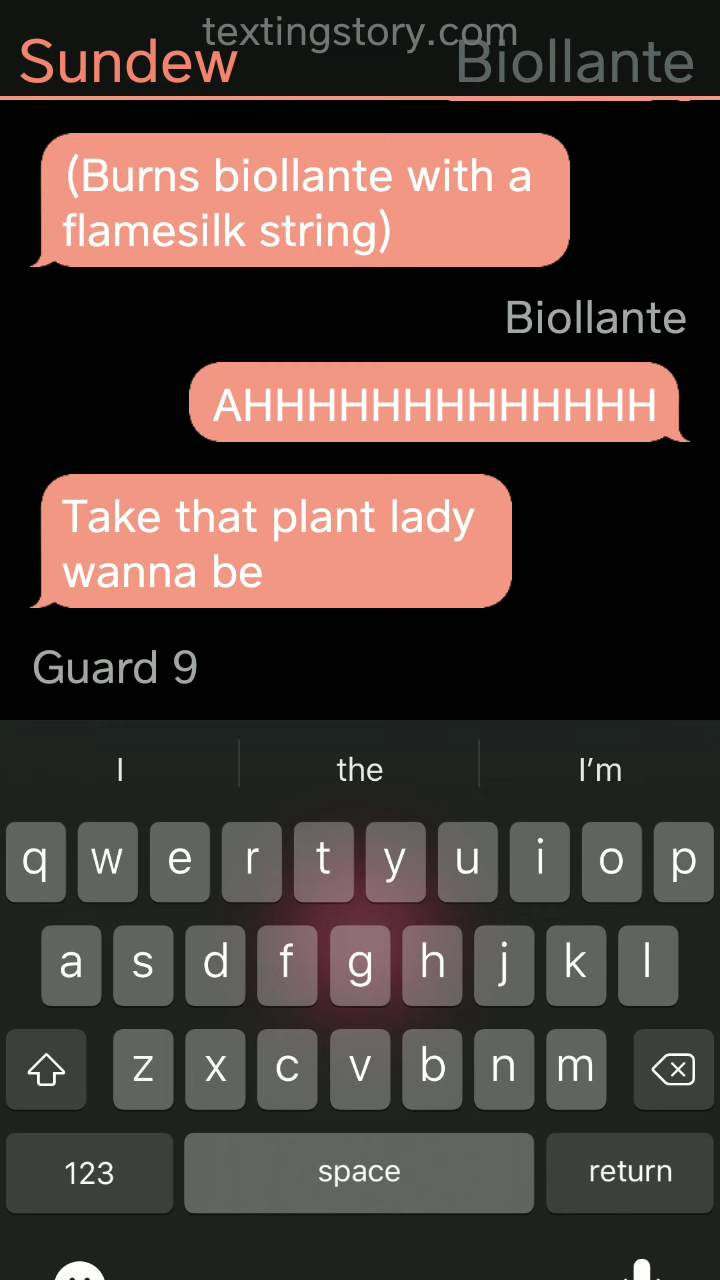 textingstory.com
Sundew
Biollante
(Burns biollante with a
flamesilk string)
Biollante
AHHHHHHHHHHHHHH
Take that plant lady
wanna be
Guard 9
I
the
I’m
q w e r t y u i o p
a s d f g h j k l
z x c v b n m
123
space
return